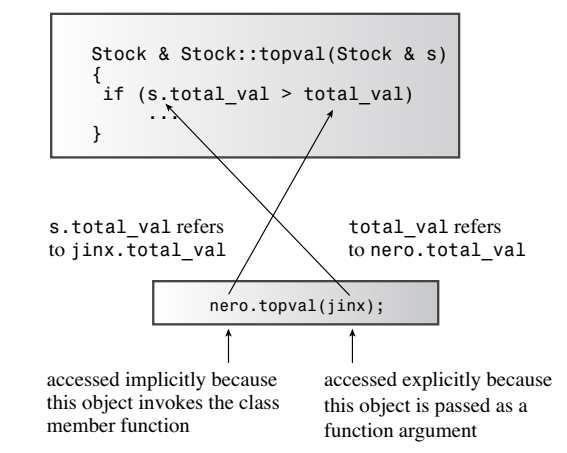 Stock & Stock::topval(Stock & s)
{
if (s.total_val > total_val)
...
}
s.total_val refers
to jinx.total_val
total_val refers
to nero.total_val
nero.topval(jinx);
accessed implicitly because
this object invokes the class
member function
accessed explicitly because
this object is passed as a
function argument